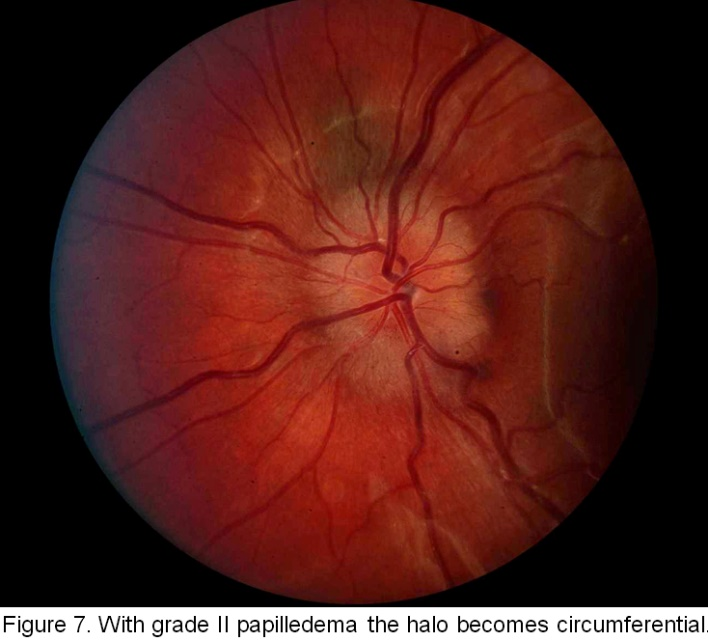 Figure 7. With grade II papilledema the halo becomes circumferential.